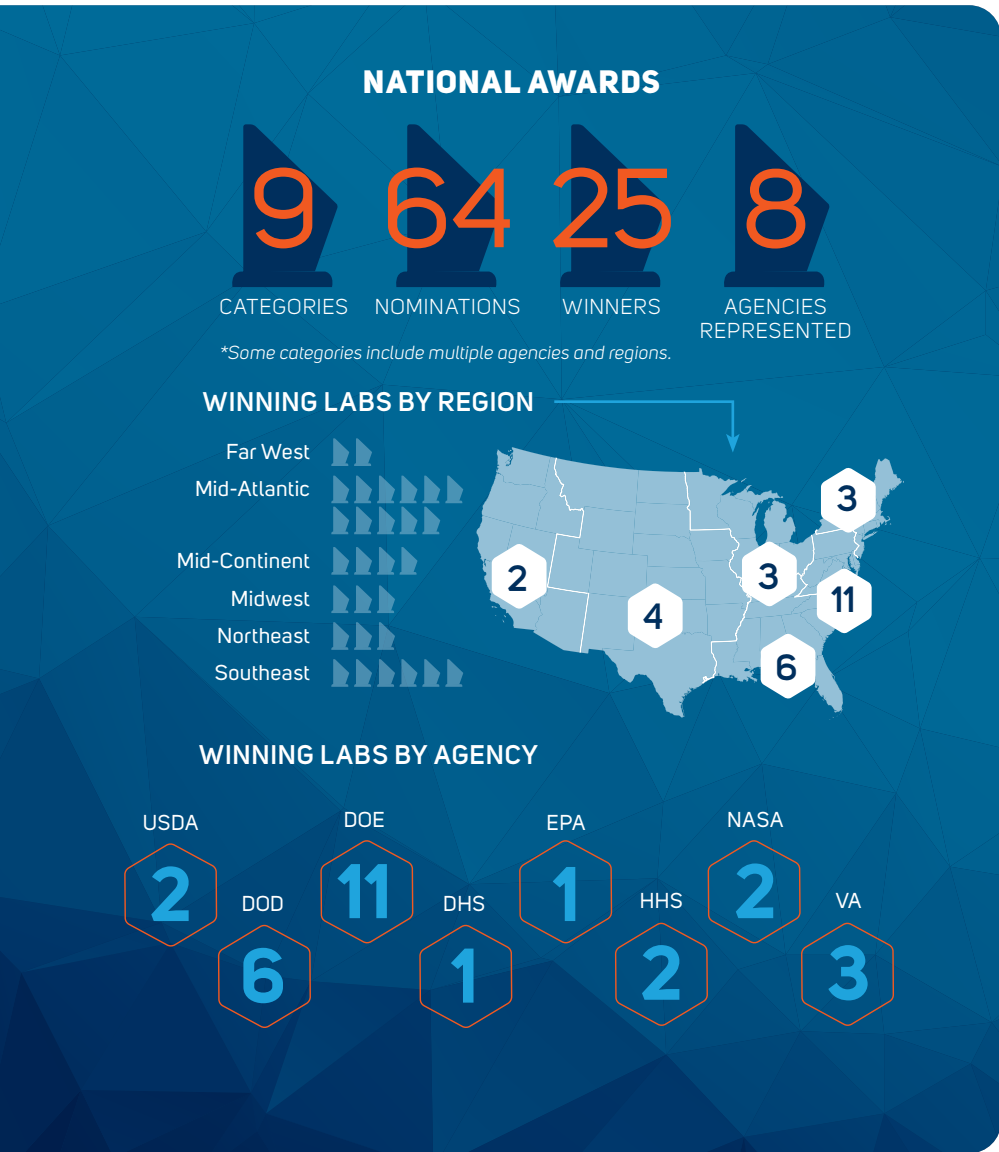 NATIONAL AWARDS
9
64
25
8
CATEGORIES
NOMINATIONS
WINNERS
AGENCIES
REPRESENTED
*Some categories include multiple agencies and regions.
WINNING LABS BY REGION
Far West
Mid-Atlantic
Mid-Continent
Midwest
Northeast
Southeast
3
2
3
11
4
6
WINNING LABS BY AGENCY
USDA
2
DOD
6
DOE
11
DHS
1
EPA
1
HHS
2
NASA
2
VA
3